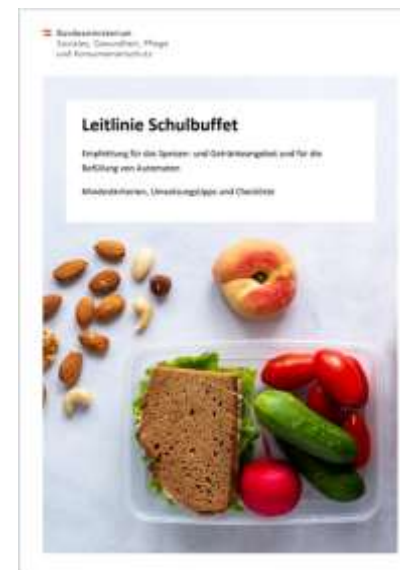 Bundesministerium
Soziales, Gesundheit, Pflege
und Konsumentenschutz
Leitlinie Schulbuffet
Empfehlung für das Speisen- und Getränkeangebot und für die
Befüllung von Automaten
Mindestkriterien, Umsetzungstipps und Checkliste